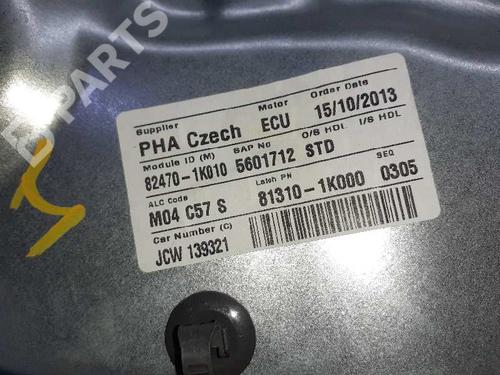 B-PARTS
Supplier Motor Order Date
PHA Czech ECU 15/10/2013
Module ID (M) SAP No O/S HDL I/S HDL
82470-1K010 5601712 STD
ALC Code Latch PN SEQ
M04 C57 S 81310-1K000 0305
Car Number (C)
JCW 139321